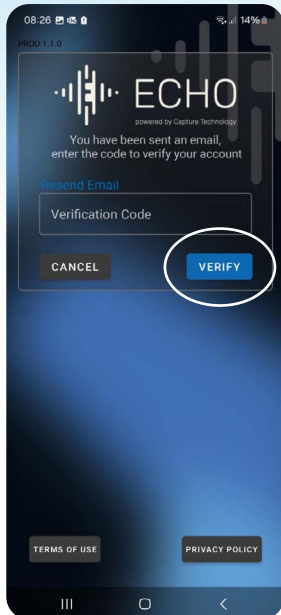 08:26
14%
PROD 1.1.0
ECHO
powered by Capture Technology
You have been sent an email,
enter the code to verify your account
Resend Email
Verification Code
CANCEL
VERIFY
TERMS OF USE
PRIVACY POLICY